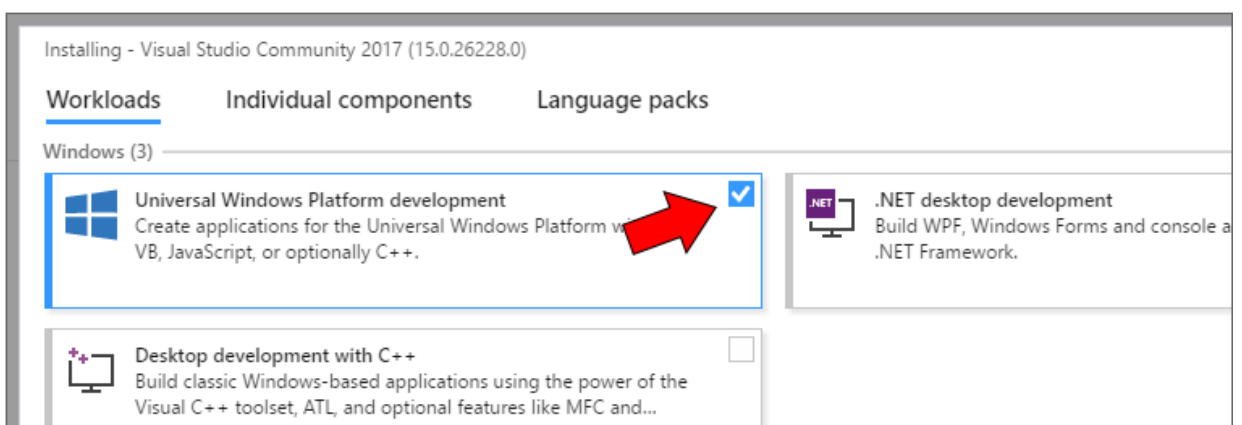 Installing - Visual Studio Community 2017 (15.0.26228.0)
Workloads Individual components Language packs
Windows (3)
Universal Windows Platform development
Create applications for the Universal Windows Platform
VB, JavaScript, or optionally C++.
.NET
.NET desktop development
Build WPF, Windows Forms and console a
.NET Framework.
Desktop development with C++
Build classic Windows-based applications using the power of the
Visual C++ toolset, ATL, and optional features like MFC and...